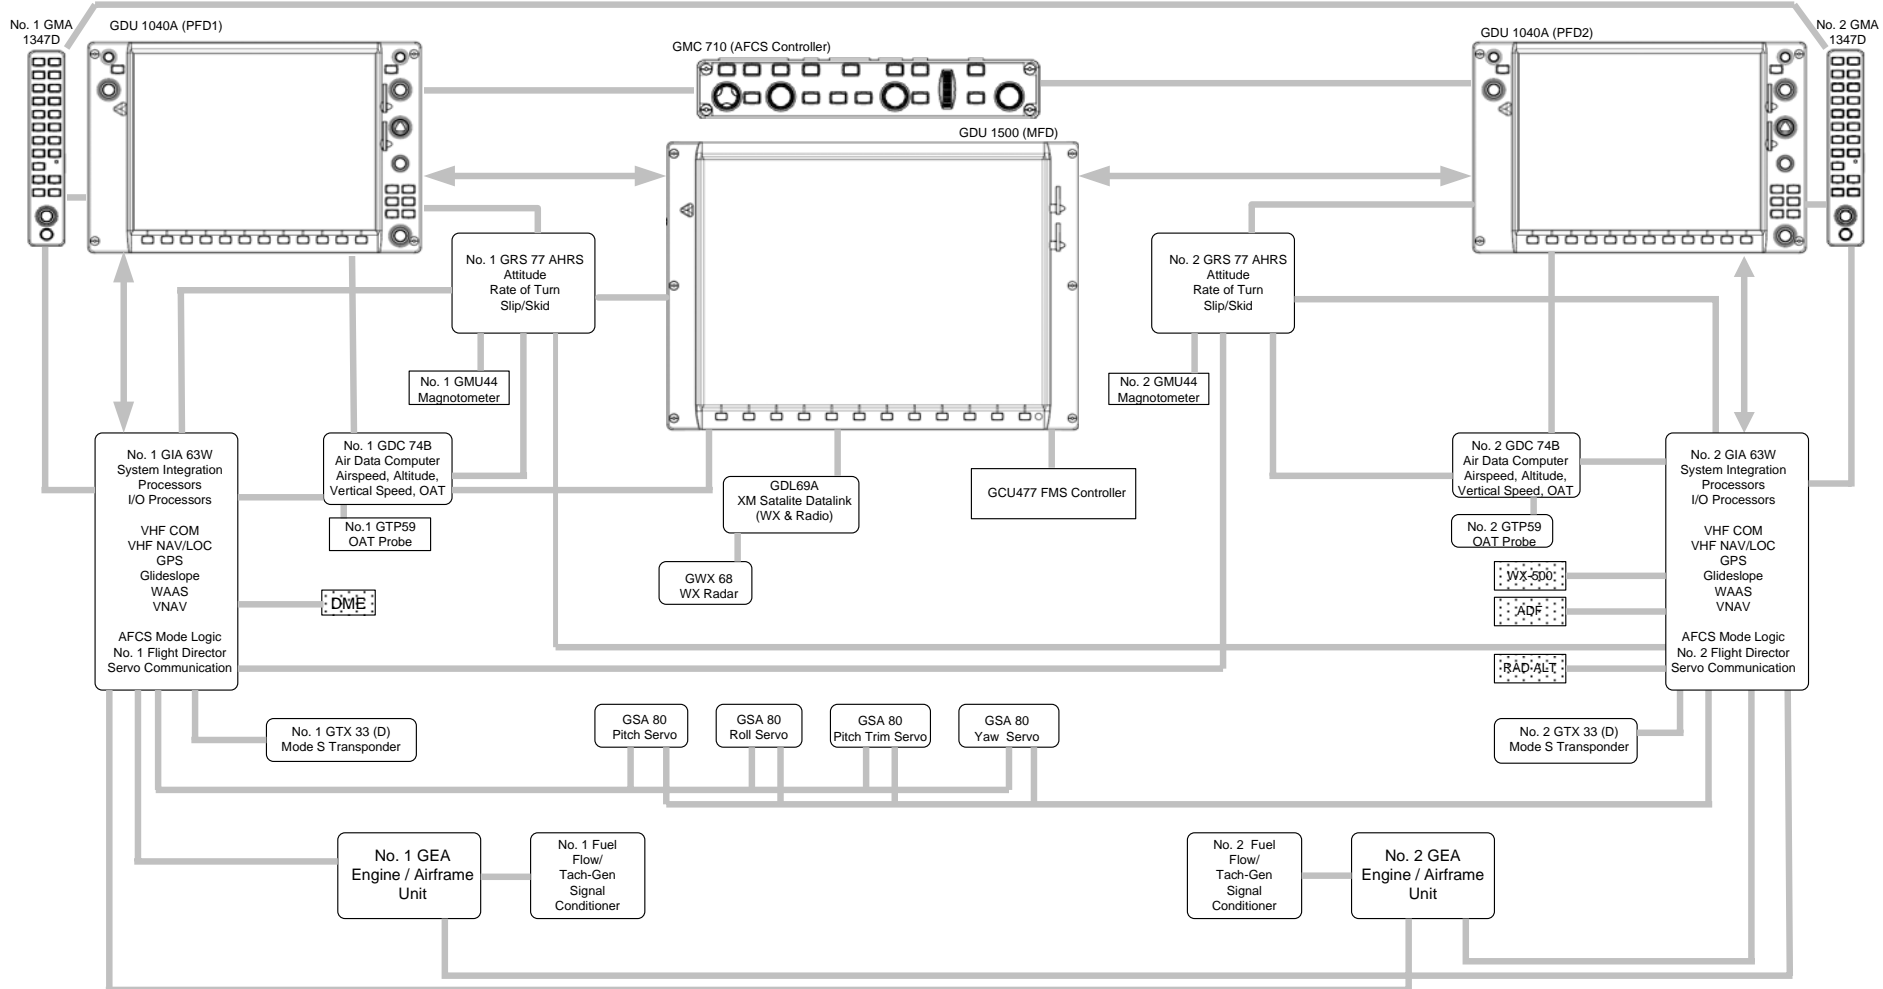 No. 1 GMA
1347D
GDU 1040A (PFD1)
GMC 710 (AFCS Controller)
GDU 1040A (PFD2)
No. 2 GMA
1347D
GDU 1500 (MFD)
No. 1 GRS 77 AHRS
Attitude
Rate of Turn
Slip/Skid
No. 2 GRS 77 AHRS
Attitude
Rate of Turn
Slip/Skid
No. 1 GMU44
Magnotometer
No. 2 GMU44
Magnotometer
No. 1 GIA 63W
System Integration
Processors
I/O Processors
VHF COM
VHF NAV/LOC
GPS
Glideslope
WAAS
VNAV
AFCS Mode Logic
No. 1 Flight Director
Servo Communication
No. 1 GDC 74B
Air Data Computer
Airspeed, Altitude,
Vertical Speed, OAT
No.1 GTP59
OAT Probe
DME
GDL69A
XM Satalite Datalink
(WX & Radio)
GWX 68
WX Radar
GCU477 FMS Controller
No. 2 GDC 74B
Air Data Computer
Airspeed, Altitude,
Vertical Speed, OAT
No. 2 GTP59
OAT Probe
WX-500
ADF
RAD ALT
No. 2 GIA 63W
System Integration
Processors
I/O Processors
VHF COM
VHF NAV/LOC
GPS
Glideslope
WAAS
VNAV
AFCS Mode Logic
No. 2 Flight Director
Servo Communication
No. 1 GTX 33 (D)
Mode S Transponder
GSA 80
Pitch Servo
GSA 80
Roll Servo
GSA 80
Pitch Trim Servo
GSA 80
Yaw Servo
No. 2 GTX 33 (D)
Mode S Transponder
No. 1 GEA
Engine / Airframe
Unit
No. 1 Fuel
Flow/
Tach-Gen
Signal
Conditioner
No. 2 Fuel
Flow/
Tach-Gen
Signal
Conditioner
No. 2 GEA
Engine / Airframe
Unit